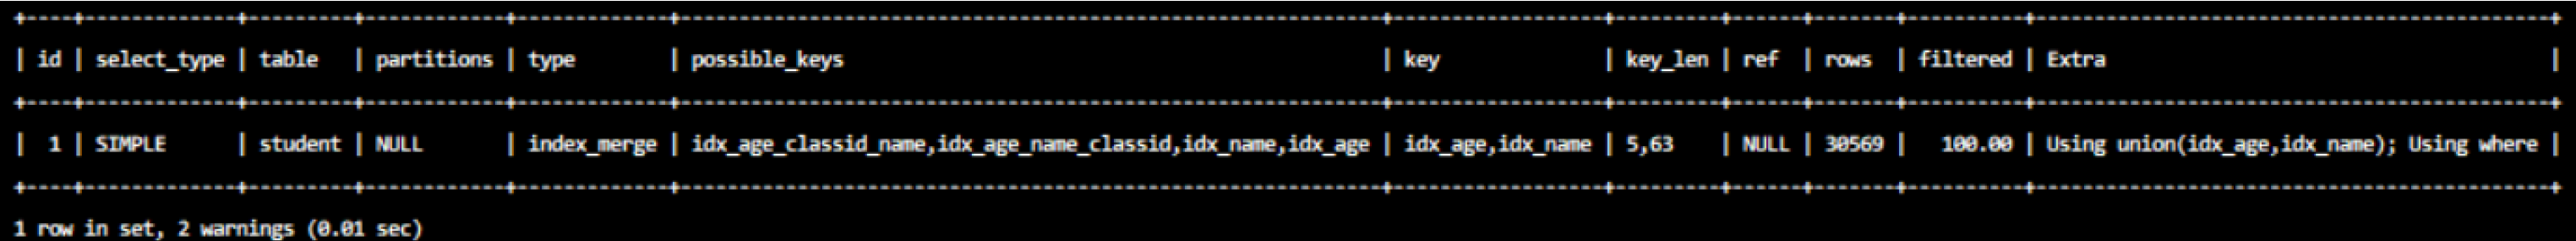 | id | select_type | table | partitions | type | possible_keys | key | key_len | ref | rows | filtered | Extra |
| 1 | SIMPLE | student | NULL | index_merge | idx_age_classid_name,idx_age_name_classid,idx_name,idx_age | idx_age,idx_name | 5,63 | NULL | 30569 | 100.00 | Using union(idx_age,idx_name); Using where |
1 row in set, 2 warnings (0.01 sec)